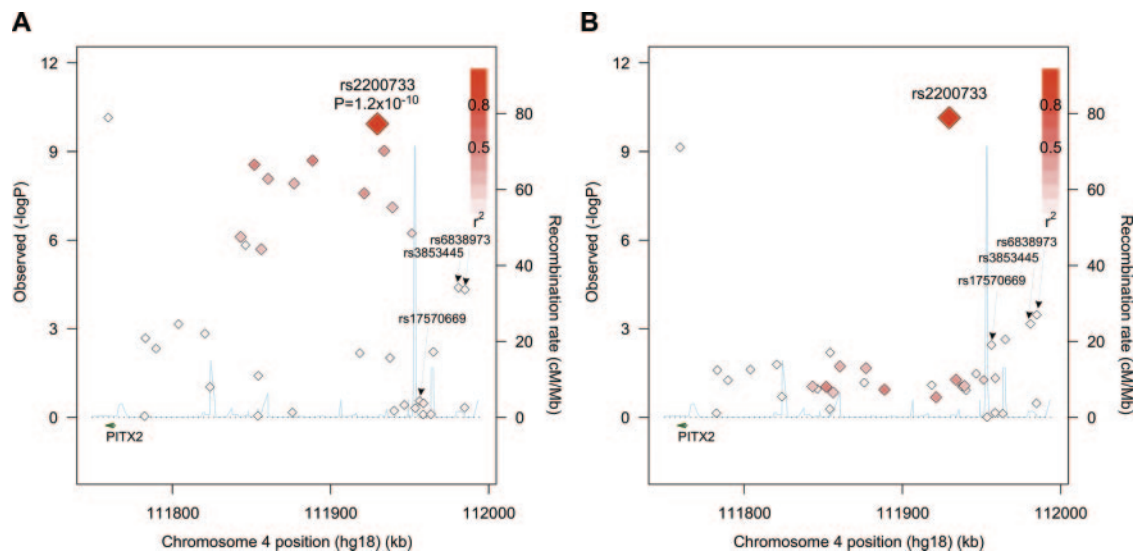 A
12
9
6
3
0
Observed (-logP)
rs2200733
P=1.2x10⁻¹⁰
0.8
0.5
r²
rs6838973
rs3853445
rs17570669
80
60
40
20
0
Recombination rate (cM/Mb)
PITX2
111800
111900
112000
Chromosome 4 position (hg18) (kb)
B
12
9
6
3
0
Observed (-logP)
rs2200733
0.8
0.5
r²
rs6838973
rs3853445
rs17570669
80
60
40
20
0
Recombination rate (cM/Mb)
PITX2
111800
111900
112000
Chromosome 4 position (hg18) (kb)